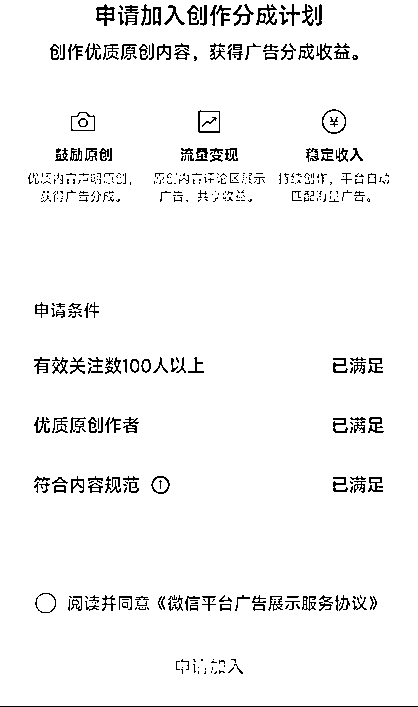 申请加入创作分成计划
创作优质原创内容，获得广告分成收益。
鼓励原创 流量变现 稳定收入
优质内容声明原创， 原创内容评论区展示 持续创作，平台自动
获得广告分成。 广告、共享收益。 匹配海量广告。
申请条件
有效关注数100人以上 已满足
优质原创作者 已满足
符合内容规范 已满足
阅读并同意《微信平台广告展示服务协议》
申请加入